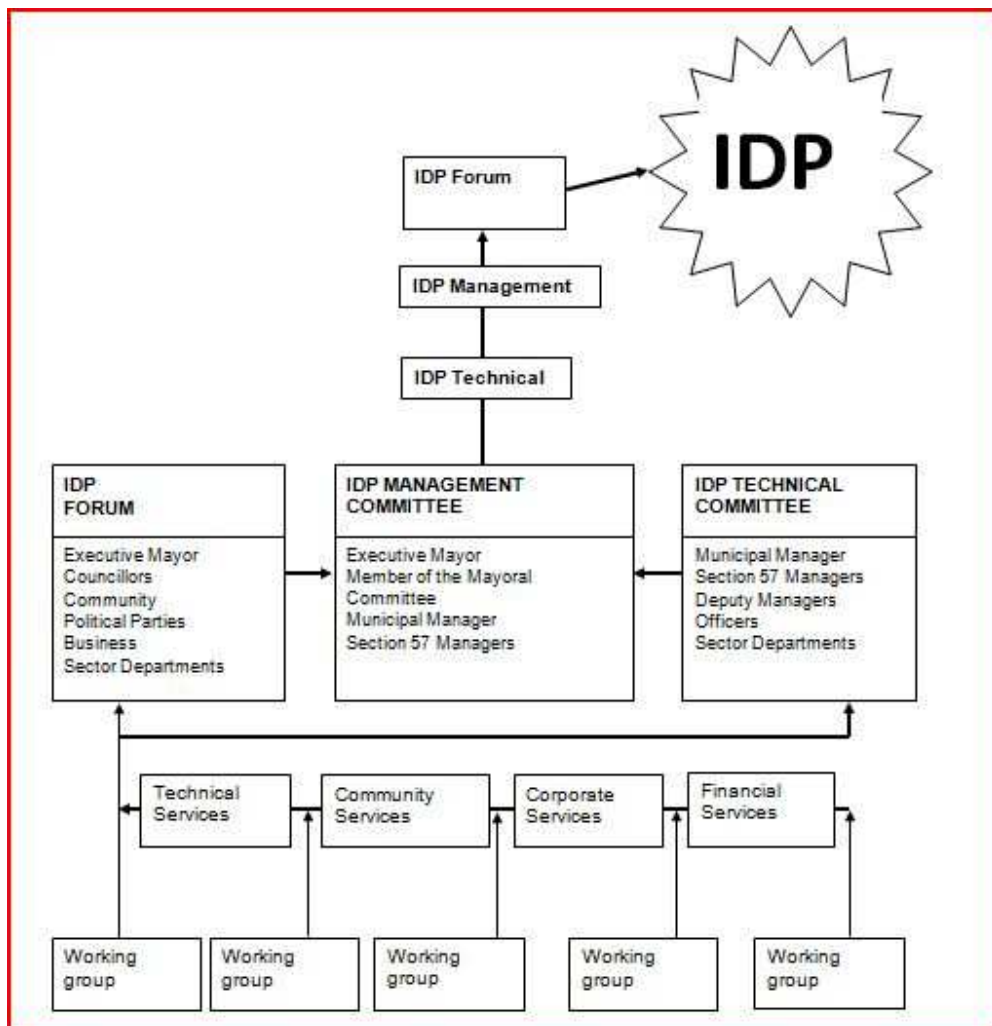 IDP
IDP Forum
IDP Management
IDP Technical
IDP
FORUM
Executive Mayor
Councillors
Community
Political Parties
Business
Sector Departments
IDP MANAGEMENT
COMMITTEE
Executive Mayor
Member of the Mayoral
Committee
Municipal Manager
Section 57 Managers
IDP TECHNICAL
COMMITTEE
Municipal Manager
Section 57 Managers
Deputy Managers
Officers
Sector Departments
Technical
Services
Community
Services
Corporate
Services
Financial
Services
Working
group
Working
group
Working
group
Working
group
Working
group